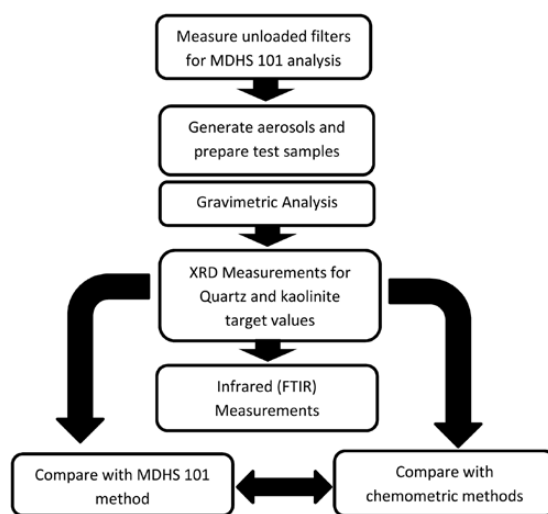 Measure unloaded filters
for MDHS 101 analysis
Generate aerosols and
prepare test samples
Gravimetric Analysis
XRD Measurements for
Quartz and kaolinite
target values
Infrared (FTIR)
Measurements
Compare with MDHS 101
method
Compare with
chemometric methods